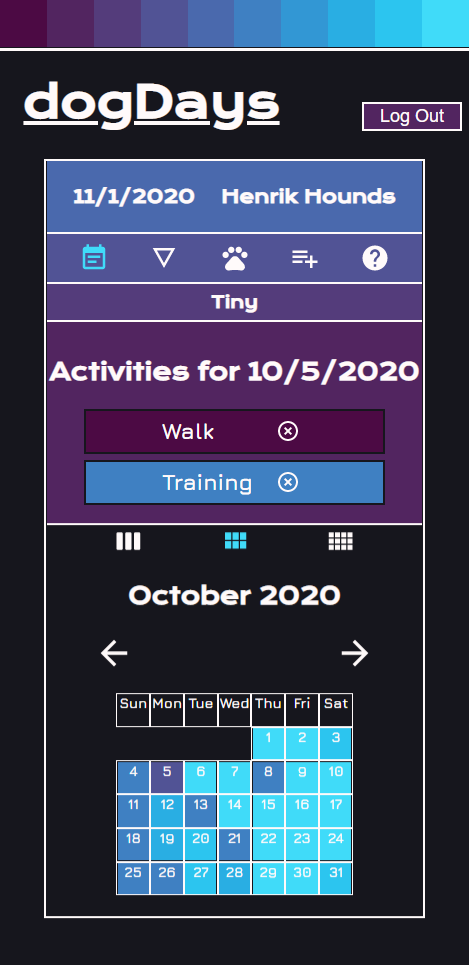 dogDays
Log Out
11/1/2020 Henrik Hounds
Tiny
Activities for 10/5/2020
Walk
Training
October 2020
Sun Mon Tue Wed Thu Fri Sat
1 2 3
4 5 6 7 8 9 10
11 12 13 14 15 16 17
18 19 20 21 22 23 24
25 26 27 28 29 30 31